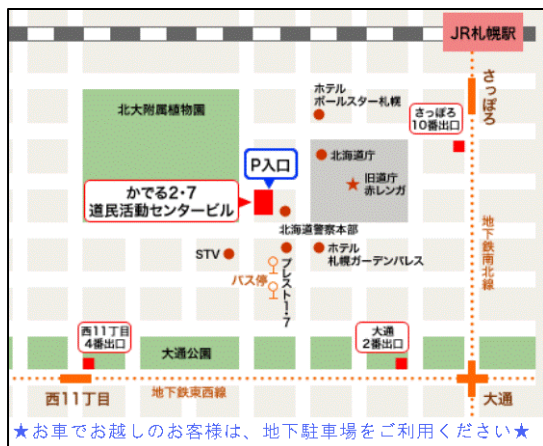 JR札幌駅
さっぽろ
ホテル
ポールスター札幌
北大附属植物園
さっぽろ
10番出口
P入口
北海道庁
旧道庁
赤レンガ
かでる2・7
道民活動センタービル
北海道警察本部
地下鉄南北線
STV
バス停
プレスト1・7
ホテル
札幌ガーデンパレス
西11丁目
4番出口
大通公園
大通
2番出口
西11丁目
地下鉄東西線
大通
★お車でお越しのお客様は、地下駐車場をご利用ください★